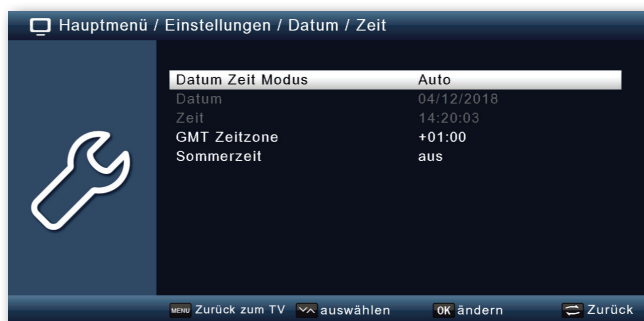 Hauptmenü / Einstellungen / Datum / Zeit
Datum Zeit Modus Auto
Datum 04/12/2018
Zeit 14:20:03
GMT Zeitzone +01:00
Sommerzeit aus
MENU Zurück zum TV auswählen OK ändern Zurück